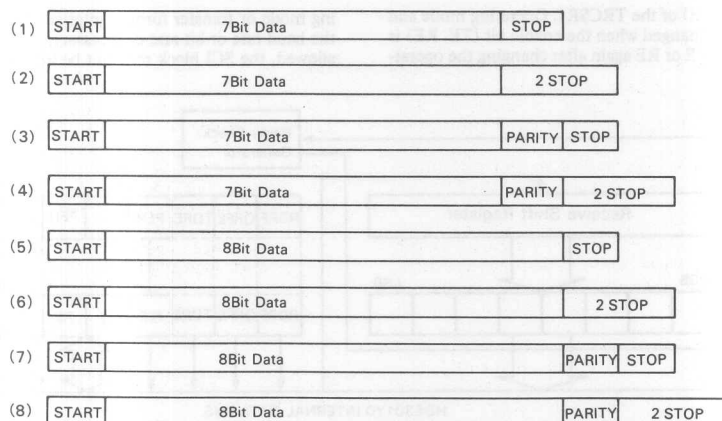 (1) START 7Bit Data STOP
(2) START 7Bit Data 2 STOP
(3) START 7Bit Data PARITY STOP
(4) START 7Bit Data PARITY 2 STOP
(5) START 8Bit Data STOP
(6) START 8Bit Data 2 STOP
(7) START 8Bit Data PARITY STOP
(8) START 8Bit Data PARITY 2 STOP